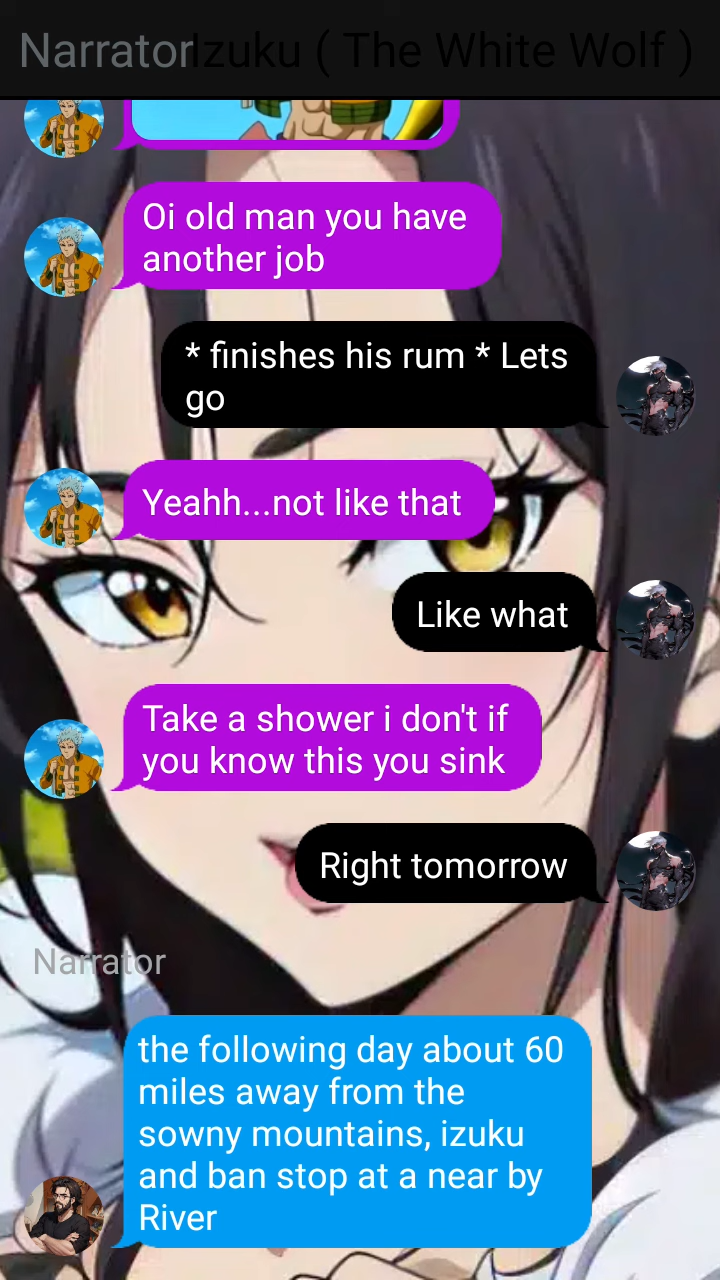 Narrator Izuku ( The White Wolf )
Oi old man you have
another job
* finishes his rum * Lets
go
Yeahh...not like that
Like what
Take a shower i don't if
you know this you sink
Right tomorrow
Narrator
the following day about 60
miles away from the
sowny mountains, izuku
and ban stop at a near by
River